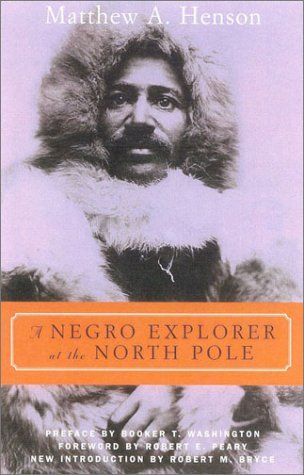 Matthew A. Henson
A NEGRO EXPLORER
at the NORTH POLE
PREFACE BY BOOKER T. WASHINGTON
FOREWORD BY ROBERT E. PEARY
NEW INTRODUCTION BY ROBERT M. BRYCE